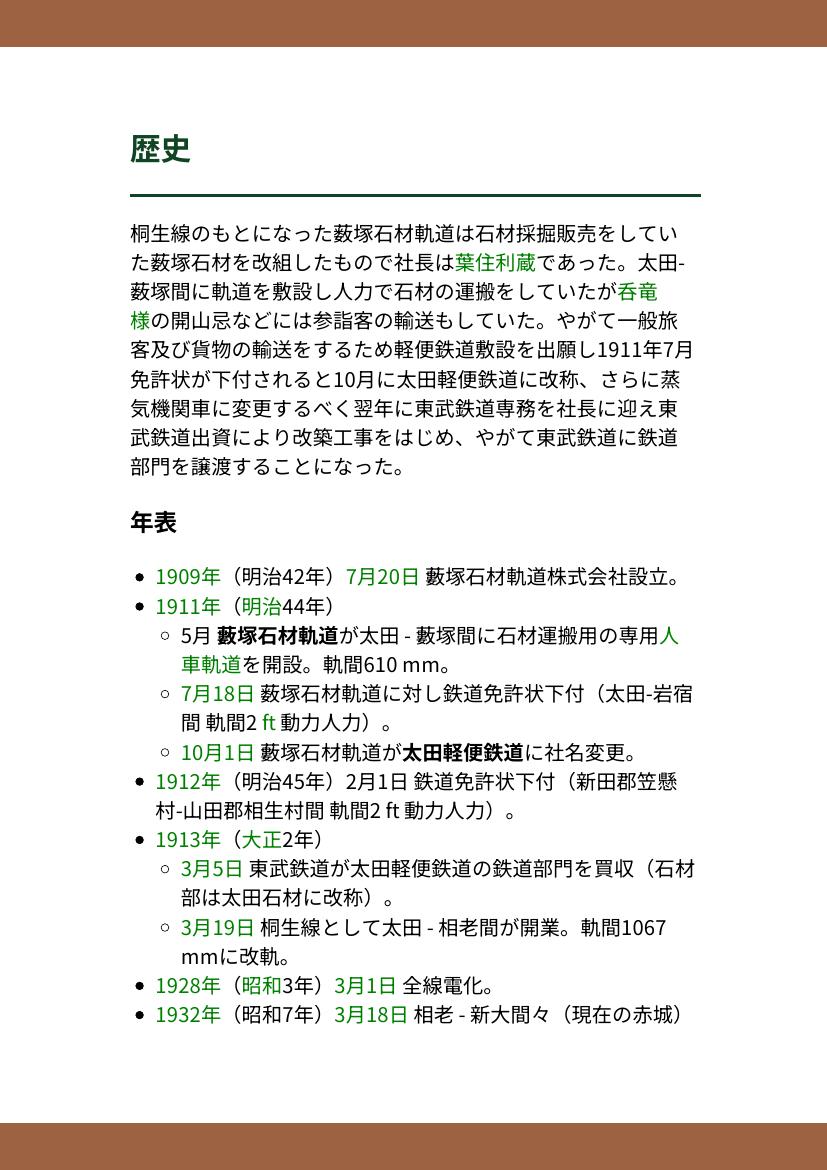 歴史
桐生線のもとになった薮塚石材軌道は石材採掘販売をしてい
た薮塚石材を改組したもので社長は葉住利蔵であった。太田-
薮塚間に軌道を敷設し人力で石材の運搬をしていたが呑竜
様の開山忌などには参詣客の輸送もしていた。やがて一般旅
客及び貨物の輸送をするため軽便鉄道敷設を出願し1911年7月
免許状が下付されると10月に太田軽便鉄道に改称、さらに蒸
気機関車に変更するべく翌年に東武鉄道専務を社長に迎え東
武鉄道出資により改築工事をはじめ、やがて東武鉄道に鉄道
部門を譲渡することになった。
年表
• 1909年（明治42年）7月20日 藪塚石材軌道株式会社設立。
• 1911年（明治44年）
◦ 5月 藪塚石材軌道が太田 - 藪塚間に石材運搬用の専用人
車軌道を開設。軌間610 mm。
◦ 7月18日 薮塚石材軌道に対し鉄道免許状下付（太田-岩宿
間 軌間2 ft 動力人力）。
◦ 10月1日 藪塚石材軌道が太田軽便鉄道に社名変更。
• 1912年（明治45年）2月1日 鉄道免許状下付（新田郡笠懸
村-山田郡相生村間 軌間2 ft 動力人力）。
• 1913年（大正2年）
◦ 3月5日 東武鉄道が太田軽便鉄道の鉄道部門を買収（石材
部は太田石材に改称）。
◦ 3月19日 桐生線として太田 - 相老間が開業。軌間1067
mmに改軌。
• 1928年（昭和3年）3月1日 全線電化。
• 1932年（昭和7年）3月18日 相老 - 新大間々（現在の赤城）